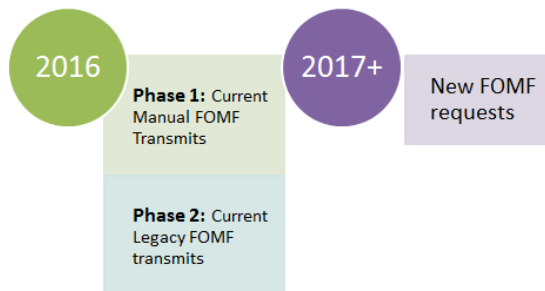 2016
Phase 1: Current
Manual FOMF
Transmits
Phase 2: Current
Legacy FOMF
transmits
2017+
New FOMF
requests